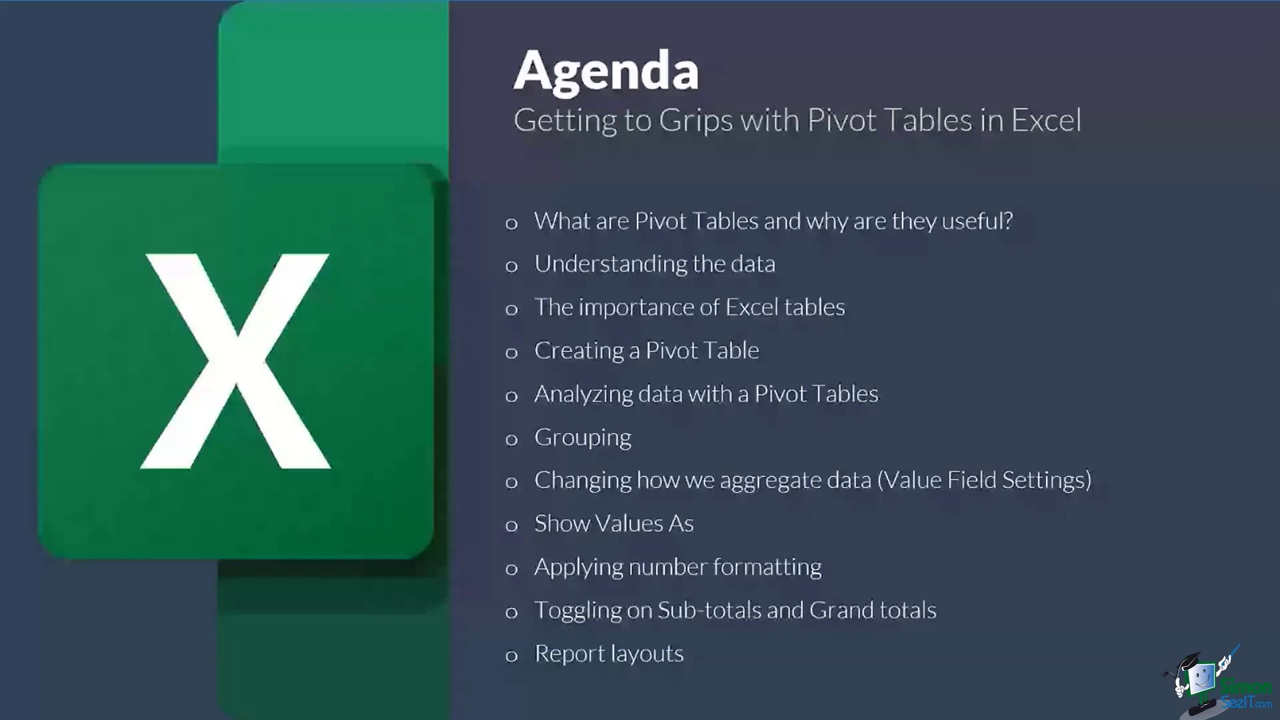 Agenda
Getting to Grips with Pivot Tables in Excel
X
o What are Pivot Tables and why are they useful?
o Understanding the data
o The importance of Excel tables
o Creating a Pivot Table
o Analyzing data with a Pivot Tables
o Grouping
o Changing how we aggregate data (Value Field Settings)
o Show Values As
o Applying number formatting
o Toggling on Sub-totals and Grand totals
o Report layouts
SezIT.com